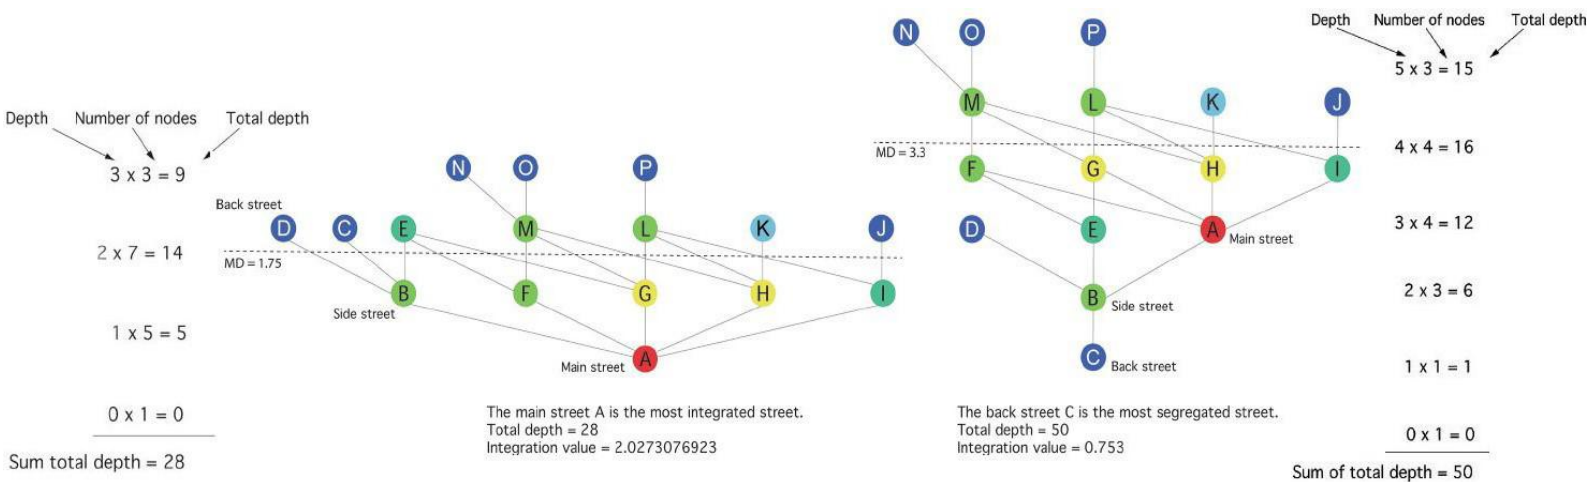 Depth Number of nodes Total depth
3 x 3 = 9
2 x 7 = 14
1 x 5 = 5
0 x 1 = 0
Sum total depth = 28
N O P
Back street
D C E M L K J
MD = 1.75
B F G H I
Side street
A
Main street
The main street A is the most integrated street.
Total depth = 28
Integration value = 2.0273076923
N O P
M L K J
MD = 3.3
F G H I
D E A
Main street
B
Side street
C
Back street
The back street C is the most segregated street.
Total depth = 50
Integration value = 0.753
Depth Number of nodes Total depth
5 x 3 = 15
4 x 4 = 16
3 x 4 = 12
2 x 3 = 6
1 x 1 = 1
0 x 1 = 0
Sum of total depth = 50